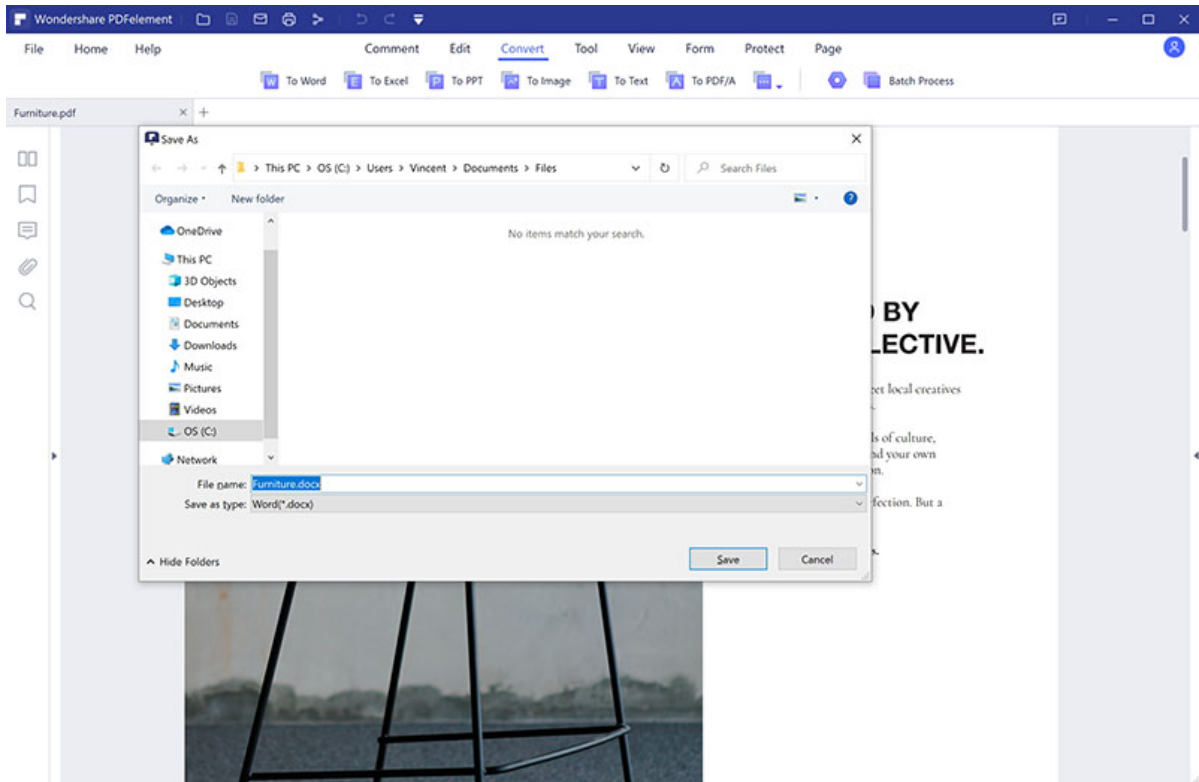 Wondershare PDFelement
File Home Help Comment Edit Convert Tool View Form Protect Page
To Word To Excel To PPT To Image To Text To PDF/A Batch Process
Furniture.pdf
Save As
This PC > OS (C:) > Users > Vincent > Documents > Files
Search Files
Organize New folder
OneDrive
This PC
3D Objects
Desktop
Documents
Downloads
Music
Pictures
Videos
OS (C:)
Network
No items match your search.
File name: Furniture.docx
Save as type: Word(*.docx)
Hide Folders
Save Cancel
BY
LECTIVE.
local creatives
of culture,
your own
But a